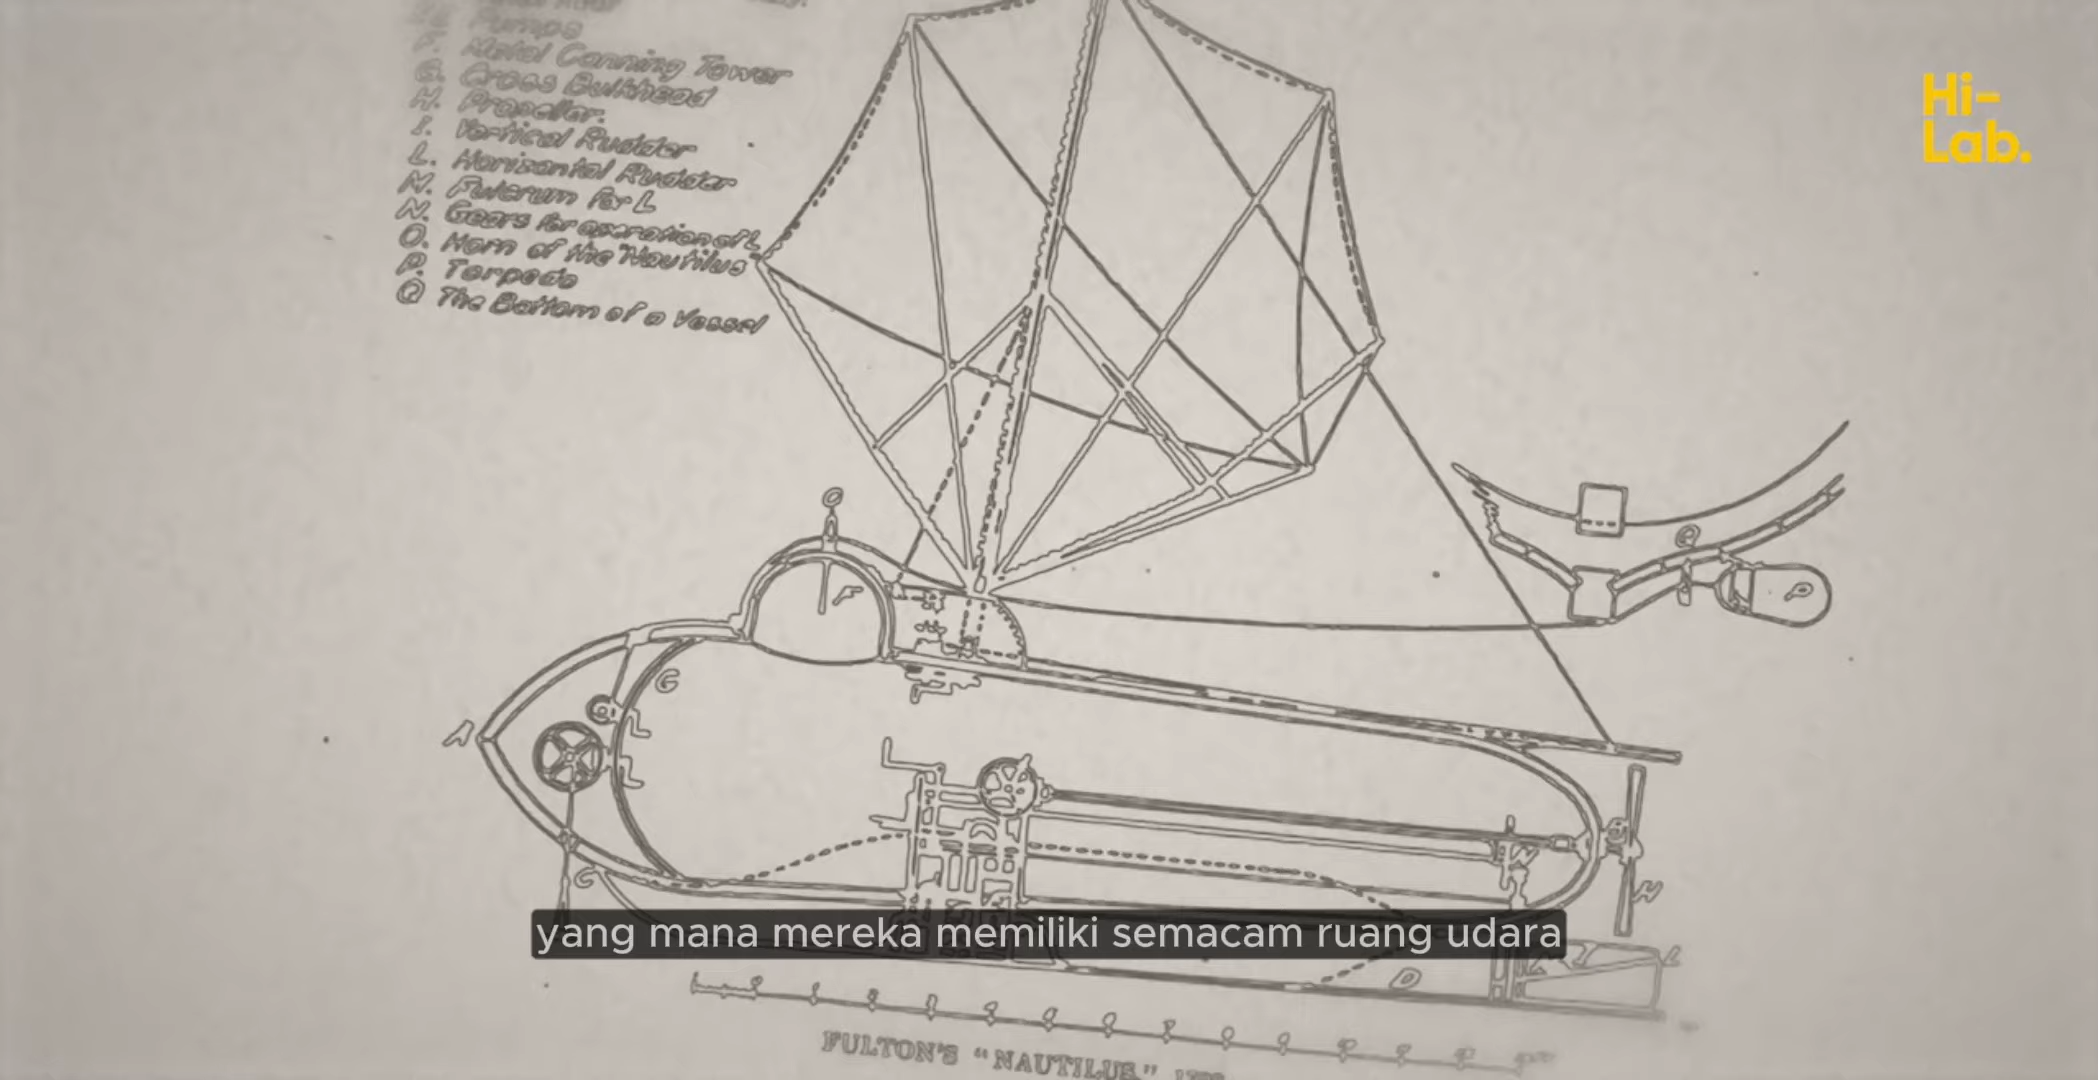 Pumps
F. Metal Conning Tower
G. Cross Bulkhead
H. Propeller.
I. Vertical Rudder
L. Horizontal Rudder
M. Fulcrum for L
N. Gears for operation of L
O. Horn of the "Nautilus"
P. Torpedo
Q The Bottom of a Vessel
Hi-
Lab.
O
F
Q
P
G
A
C
H
yang mana mereka memiliki semacam ruang udara
I
L
D
FULTON'S "NAUTILUS,"